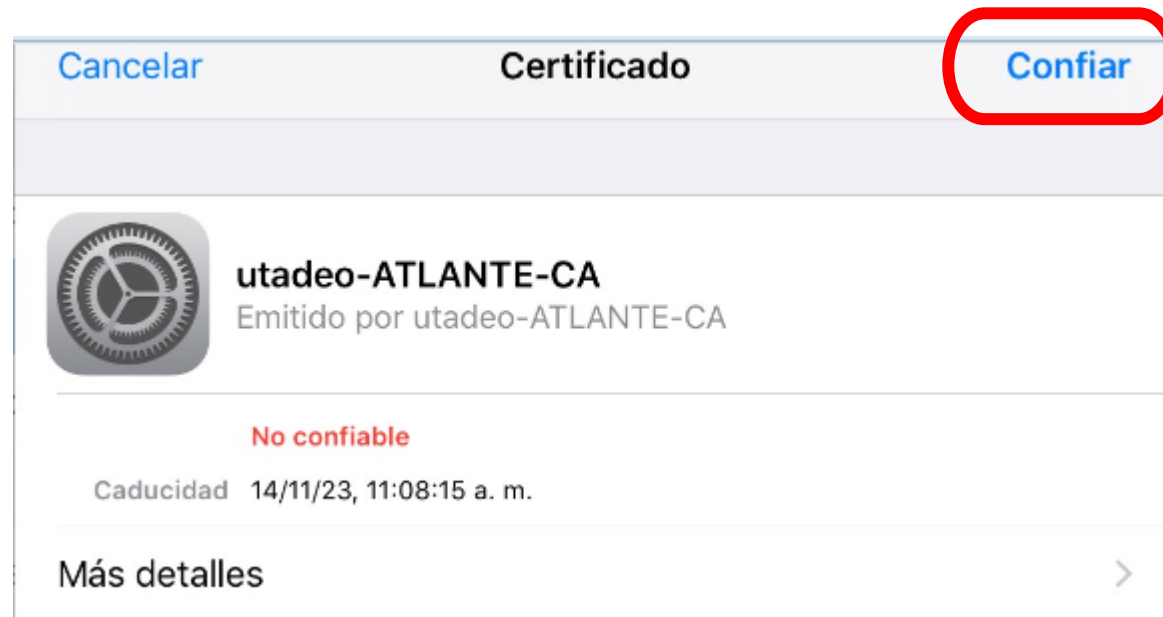 Cancelar Certificado Confiar
utadeo-ATLANTE-CA
Emitido por utadeo-ATLANTE-CA
No confiable
Caducidad 14/11/23, 11:08:15 a. m.
Más detalles